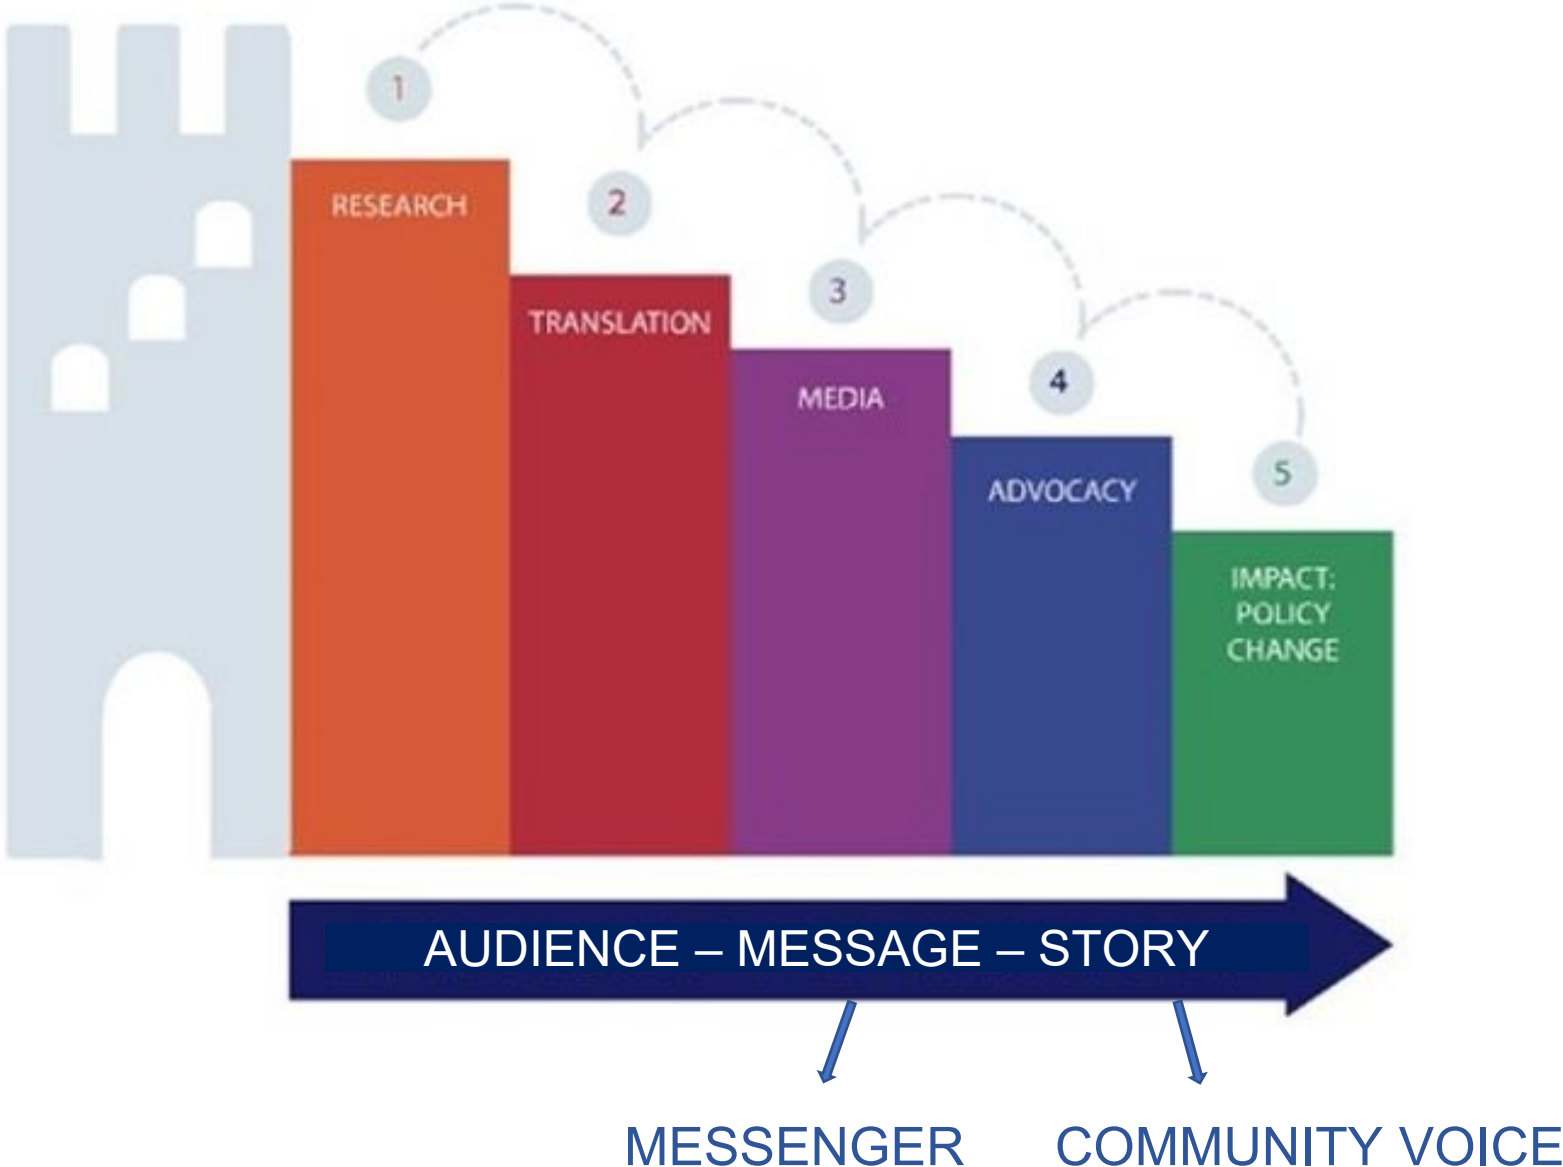 1
RESEARCH
2
TRANSLATION
3
MEDIA
4
ADVOCACY
5
IMPACT:
POLICY
CHANGE
AUDIENCE – MESSAGE – STORY
MESSENGER
COMMUNITY VOICE